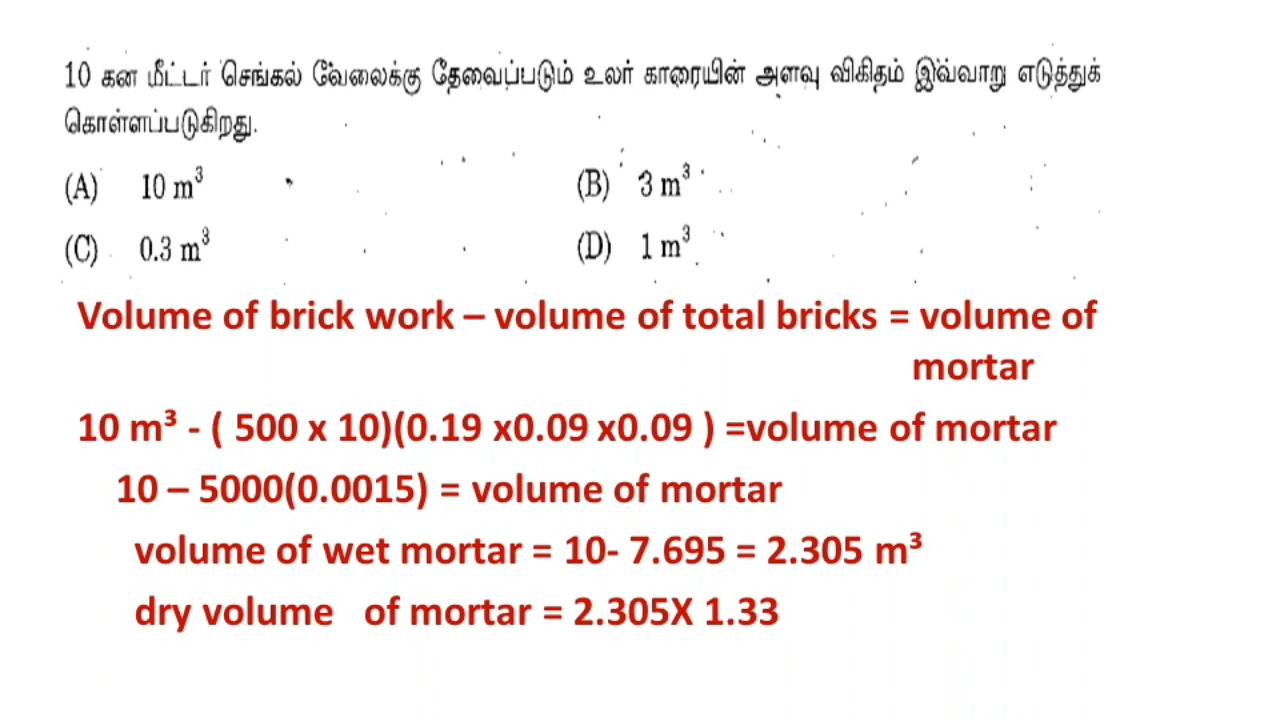 10 கன மீட்டர் செங்கல் வேலைக்கு தேவைப்படும் உலர் காரையின் அளவு விகிதம் இவ்வாறு எடுத்துக்
கொள்ளப்படுகிறது.
(A) 10 m³ (B) 3 m³
(C) 0.3 m³ (D) 1 m³
Volume of brick work – volume of total bricks = volume of
mortar
10 m³ - ( 500 x 10)(0.19 x0.09 x0.09 ) =volume of mortar
10 – 5000(0.0015) = volume of mortar
volume of wet mortar = 10- 7.695 = 2.305 m³
dry volume of mortar = 2.305X 1.33